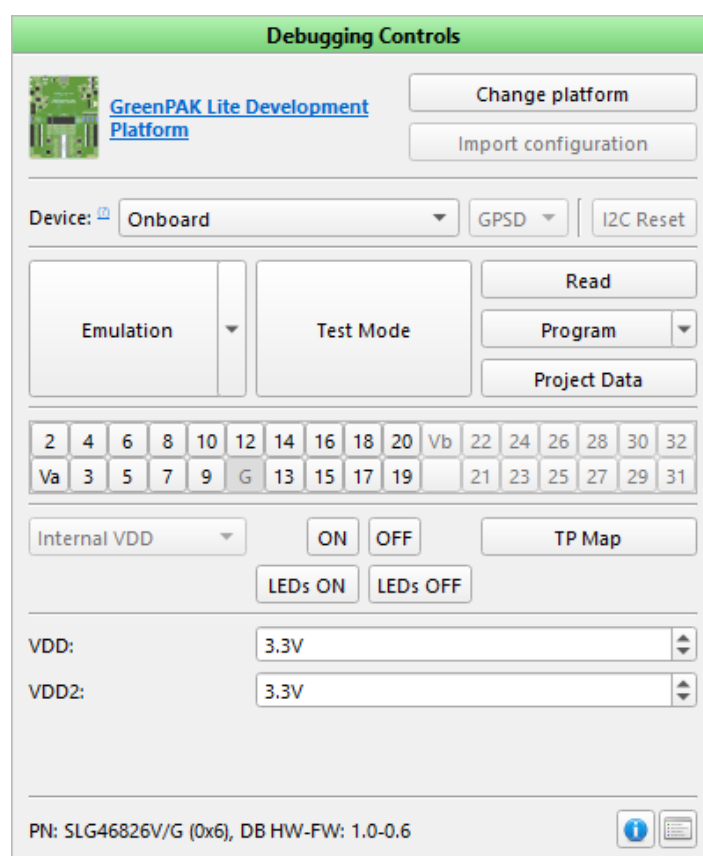 Debugging Controls
GreenPAK Lite Development
Platform
Change platform
Import configuration
Device: [?] Onboard GPSD I2C Reset
Emulation Test Mode Read
Program
Project Data
2 4 6 8 10 12 14 16 18 20 Vb 22 24 26 28 30 32
Va 3 5 7 9 G 13 15 17 19 21 23 25 27 29 31
Internal VDD ON OFF TP Map
LEDs ON LEDs OFF
VDD: 3.3V
VDD2: 3.3V
PN: SLG46826V/G (0x6), DB HW-FW: 1.0-0.6